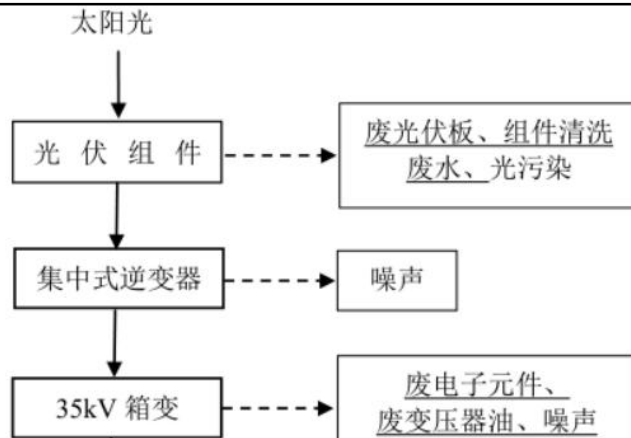 太阳光
光伏组件
废光伏板、组件清洗
废水、光污染
集中式逆变器
噪声
35kV 箱变
废电子元件、
废变压器油、噪声